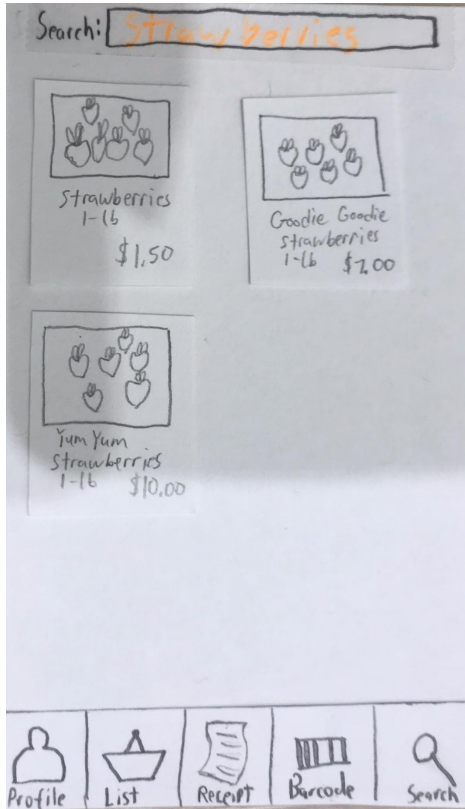 Search: Strawberries
Strawberries
1-lb
$1.50
Goodie Goodie
Strawberries
1-lb $2.00
Yum Yum
Strawberries
1-lb $10.00
Profile List Receipt Barcode Search